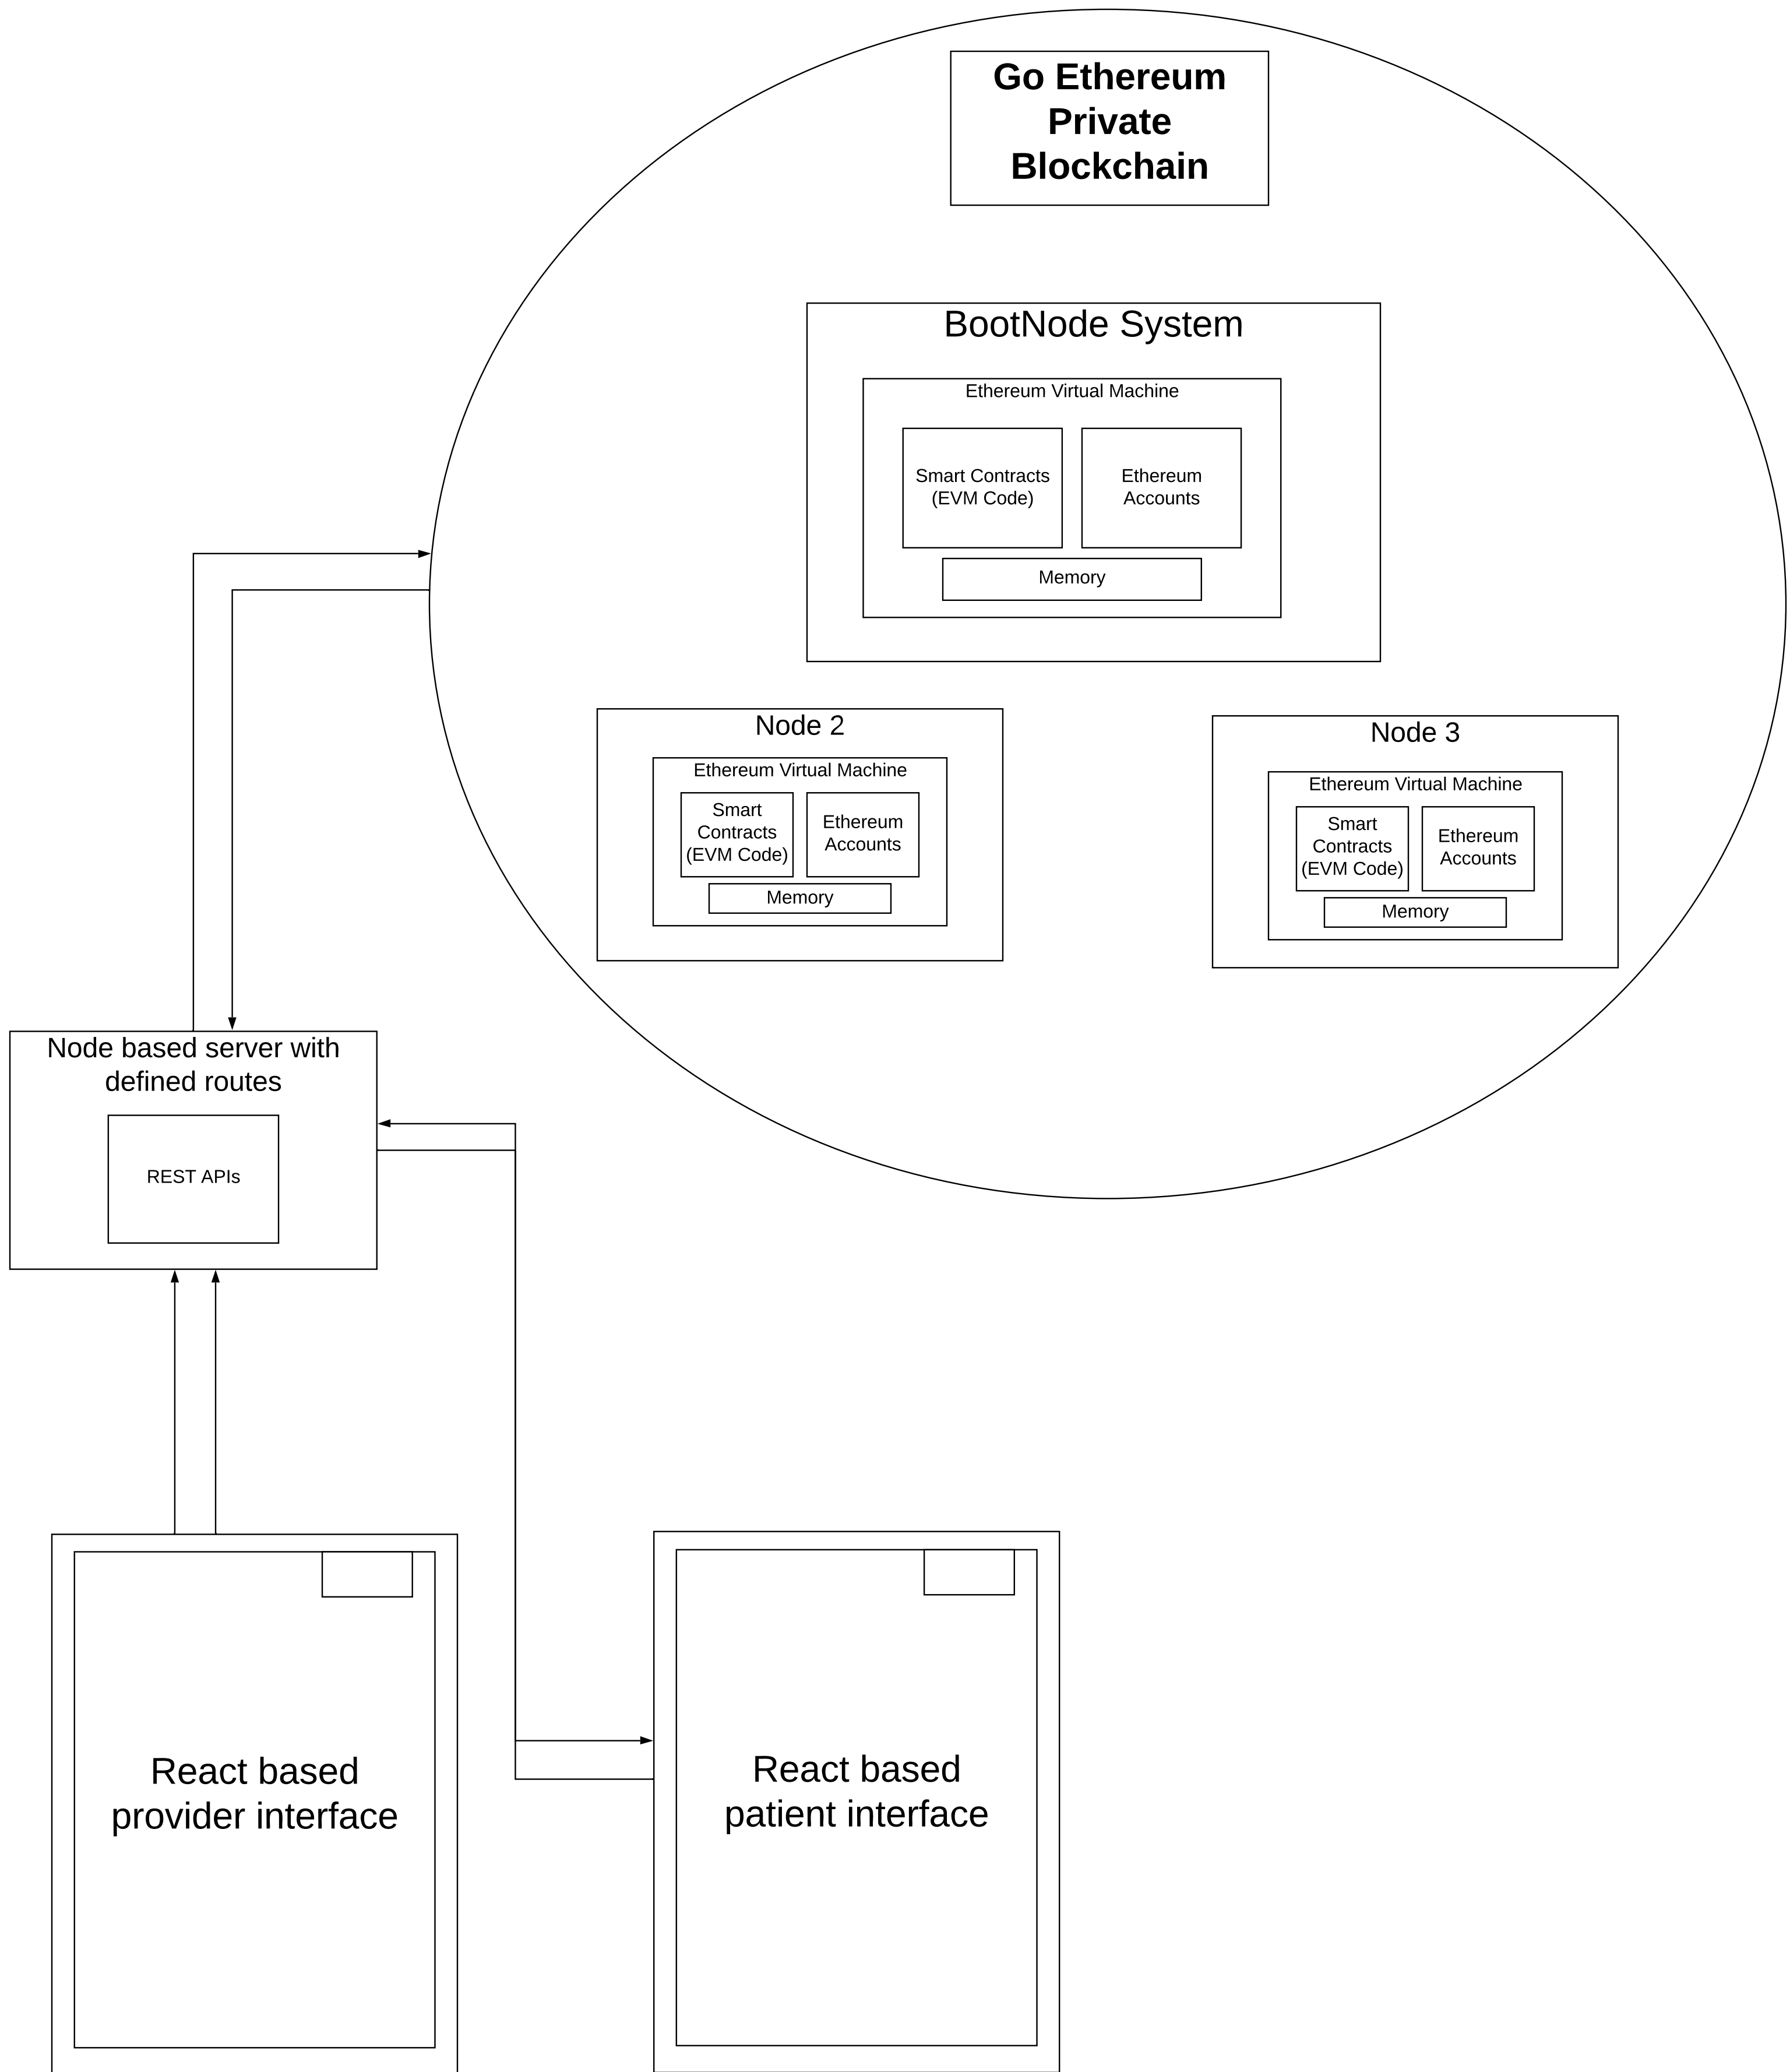 Go Ethereum
Private
Blockchain
BootNode System
Ethereum Virtual Machine
Smart Contracts
(EVM Code)
Ethereum
Accounts
Memory
Node 2
Ethereum Virtual Machine
Smart
Contracts
(EVM Code)
Ethereum
Accounts
Memory
Node 3
Ethereum Virtual Machine
Smart
Contracts
(EVM Code)
Ethereum
Accounts
Memory
Node based server with
defined routes
REST APIs
React based
provider interface
React based
patient interface